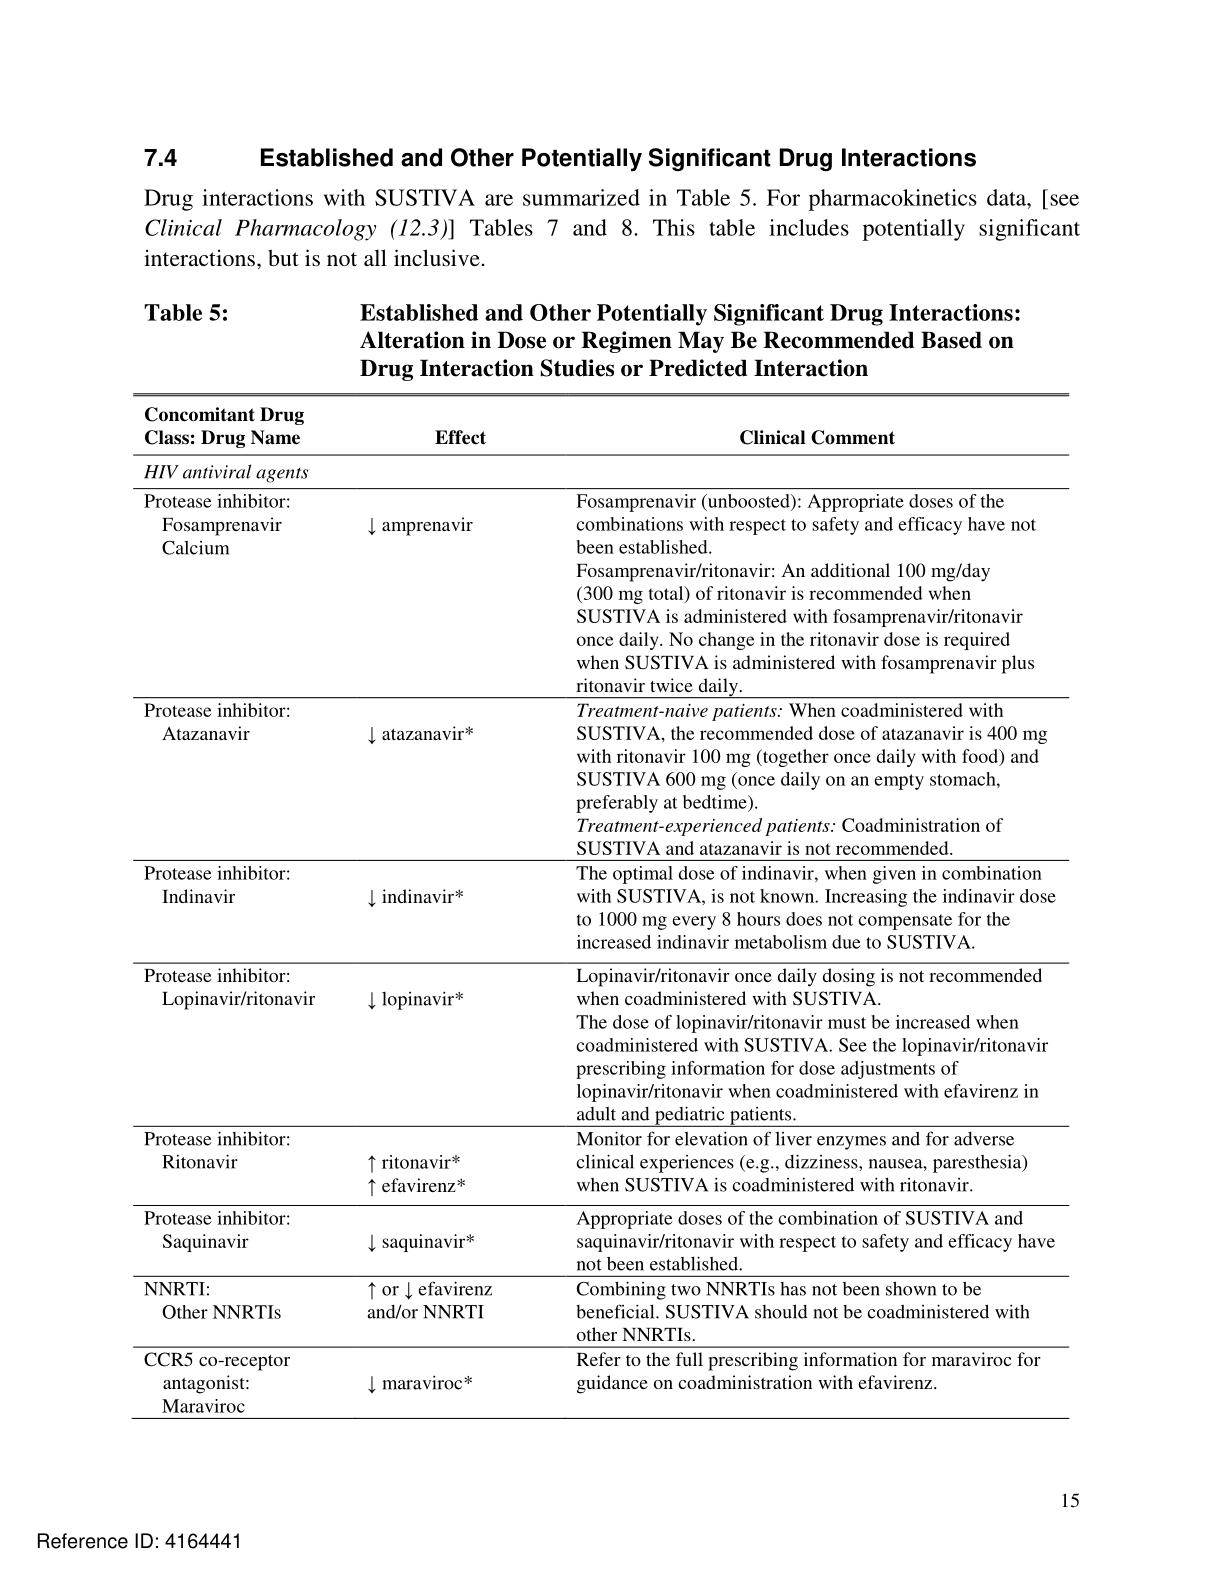 7.4 Established and Other Potentially Significant Drug Interactions
Drug interactions with SUSTIVA are summarized in Table 5. For pharmacokinetics data, [see
Clinical Pharmacology (12.3)] Tables 7 and 8. This table includes potentially significant
interactions, but is not all inclusive.
Table 5: Established and Other Potentially Significant Drug Interactions:
Alteration in Dose or Regimen May Be Recommended Based on
Drug Interaction Studies or Predicted Interaction
Concomitant Drug
Class: Drug Name Effect Clinical Comment
HIV antiviral agents
Protease inhibitor: Fosamprenavir (unboosted): Appropriate doses of the
Fosamprenavir ↓ amprenavir combinations with respect to safety and efficacy have not
Calcium been established.
Fosamprenavir/ritonavir: An additional 100 mg/day
(300 mg total) of ritonavir is recommended when
SUSTIVA is administered with fosamprenavir/ritonavir
once daily. No change in the ritonavir dose is required
when SUSTIVA is administered with fosamprenavir plus
ritonavir twice daily.
Protease inhibitor: Treatment-naive patients: When coadministered with
Atazanavir ↓ atazanavir* SUSTIVA, the recommended dose of atazanavir is 400 mg
with ritonavir 100 mg (together once daily with food) and
SUSTIVA 600 mg (once daily on an empty stomach,
preferably at bedtime).
Treatment-experienced patients: Coadministration of
SUSTIVA and atazanavir is not recommended.
Protease inhibitor: The optimal dose of indinavir, when given in combination
Indinavir ↓ indinavir* with SUSTIVA, is not known. Increasing the indinavir dose
to 1000 mg every 8 hours does not compensate for the
increased indinavir metabolism due to SUSTIVA.
Protease inhibitor: Lopinavir/ritonavir once daily dosing is not recommended
Lopinavir/ritonavir ↓ lopinavir* when coadministered with SUSTIVA.
The dose of lopinavir/ritonavir must be increased when
coadministered with SUSTIVA. See the lopinavir/ritonavir
prescribing information for dose adjustments of
lopinavir/ritonavir when coadministered with efavirenz in
adult and pediatric patients.
Protease inhibitor: Monitor for elevation of liver enzymes and for adverse
Ritonavir ↑ ritonavir* clinical experiences (e.g., dizziness, nausea, paresthesia)
↑ efavirenz* when SUSTIVA is coadministered with ritonavir.
Protease inhibitor: Appropriate doses of the combination of SUSTIVA and
Saquinavir ↓ saquinavir* saquinavir/ritonavir with respect to safety and efficacy have
not been established.
NNRTI: ↑ or ↓ efavirenz Combining two NNRTIs has not been shown to be
Other NNRTIs and/or NNRTI beneficial. SUSTIVA should not be coadministered with
other NNRTIs.
CCR5 co-receptor Refer to the full prescribing information for maraviroc for
antagonist: ↓ maraviroc* guidance on coadministration with efavirenz.
Maraviroc
15
Reference ID: 4164441